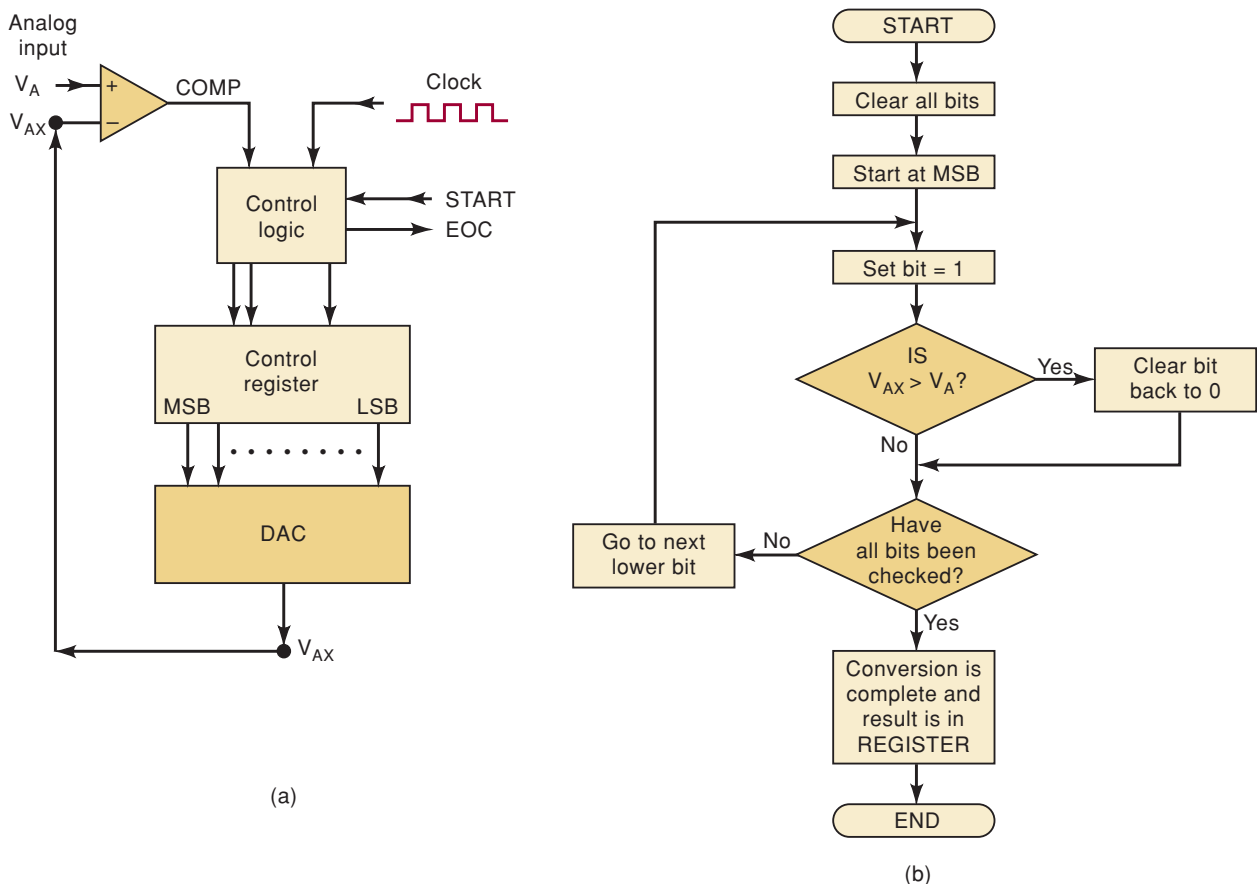 Analog
input
V_A
+
COMP
Clock
V_AX
−
Control
logic
START
EOC
Control
register
MSB
LSB
DAC
V_AX
(a)
START
Clear all bits
Start at MSB
Set bit = 1
IS
V_AX > V_A?
Yes
Clear bit
back to 0
No
Have
all bits been
checked?
No
Go to next
lower bit
Yes
Conversion is
complete and
result is in
REGISTER
END
(b)